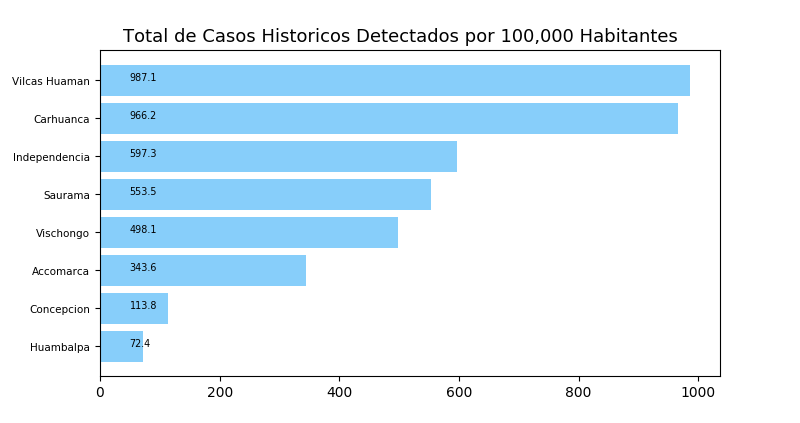 Total de Casos Historicos Detectados por 100,000 Habitantes
Vilcas Huaman 987.1
Carhuanca 966.2
Independencia 597.3
Saurama 553.5
Vischongo 498.1
Accomarca 343.6
Concepcion 113.8
Huambalpa 72.4
0 200 400 600 800 1000